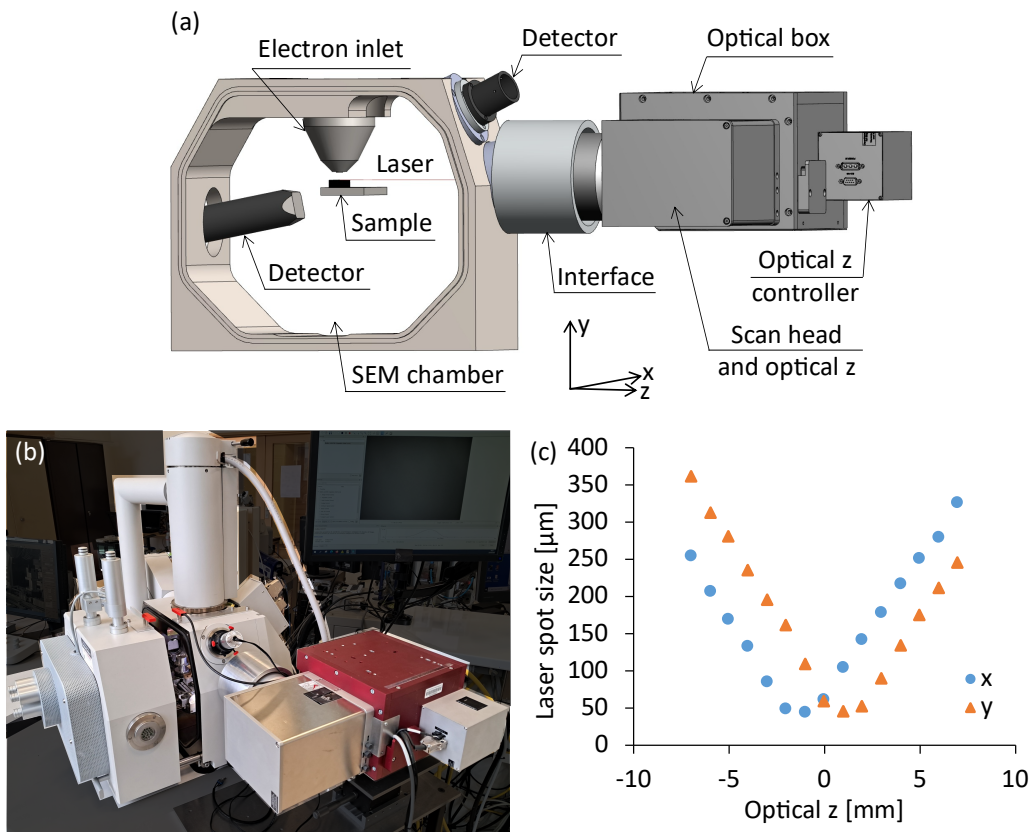 (a)
Electron inlet
Detector
Optical box
Laser
Sample
Detector
Interface
Optical z
controller
Scan head
and optical z
SEM chamber
y
x
z
(b)
(c)
Laser spot size [µm]
400
350
300
250
200
150
100
50
0
-10
-5
0
5
10
Optical z [mm]
x
y